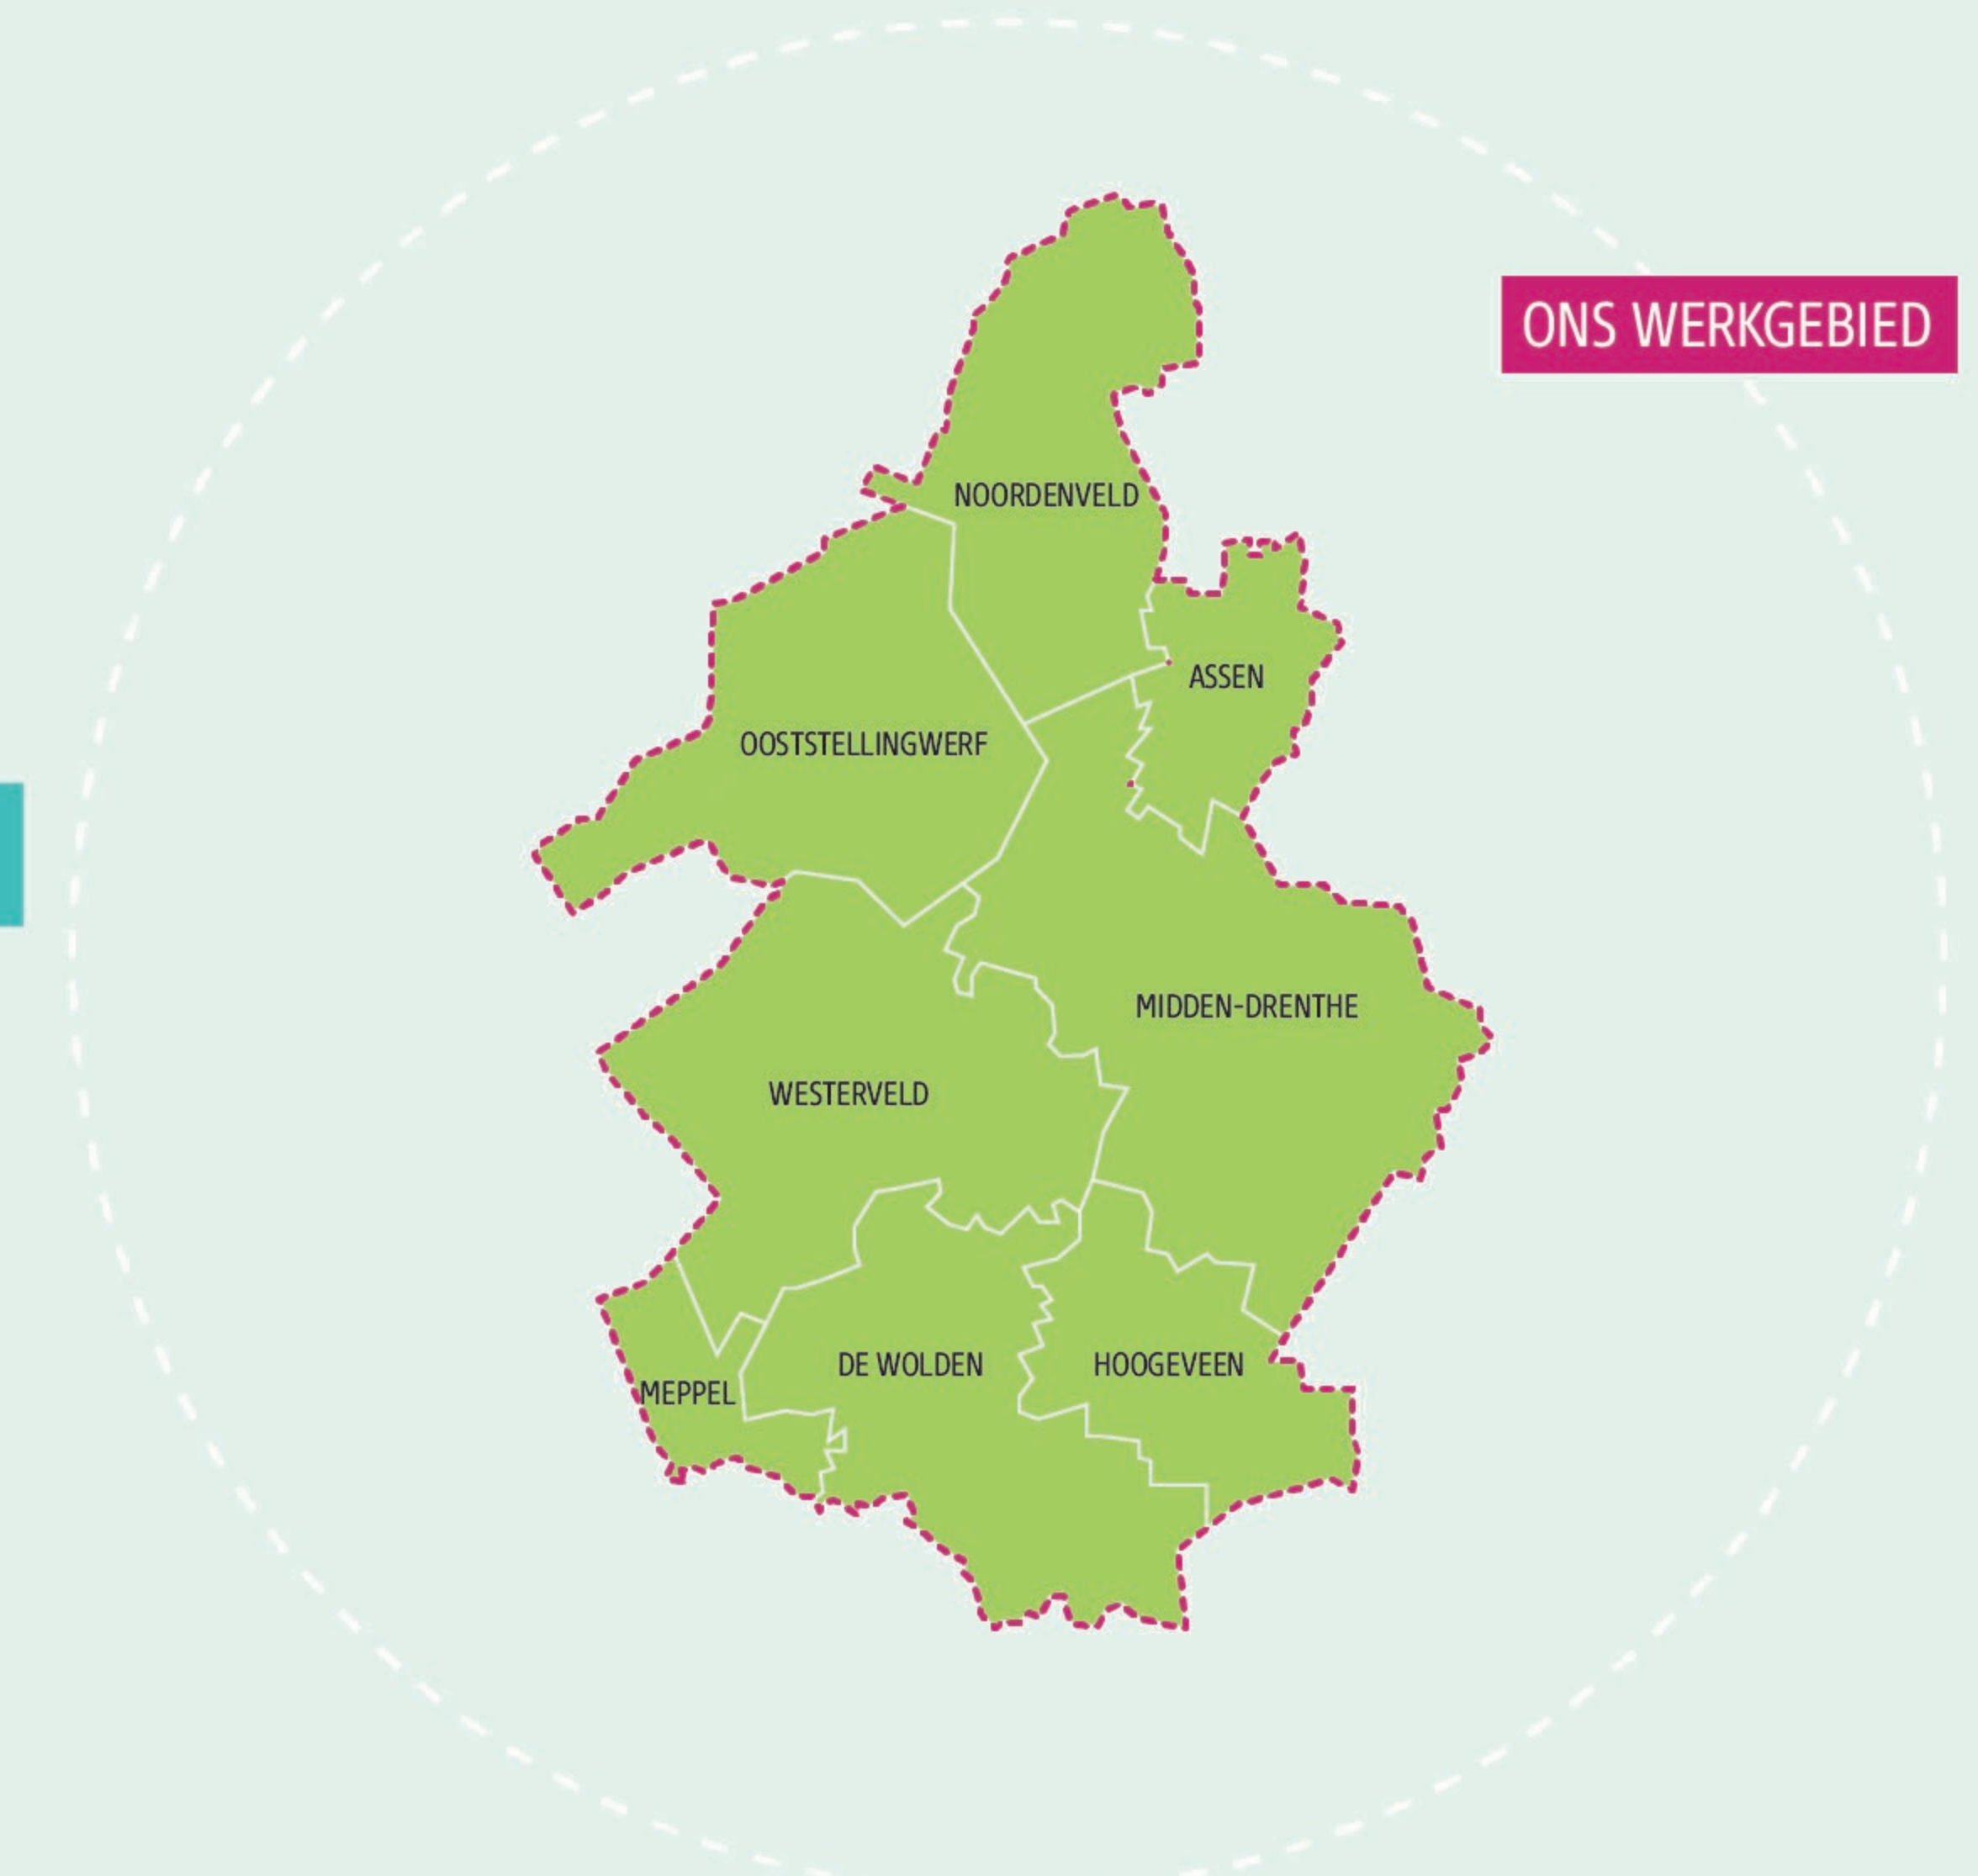 ONS WERKGEBIED
NOORDENVELD
ASSEN
OOSTSTELLINGWERF
MIDDEN-DRENTHE
WESTERVELD
DE WOLDEN
HOOGEVEEN
MEPPEL